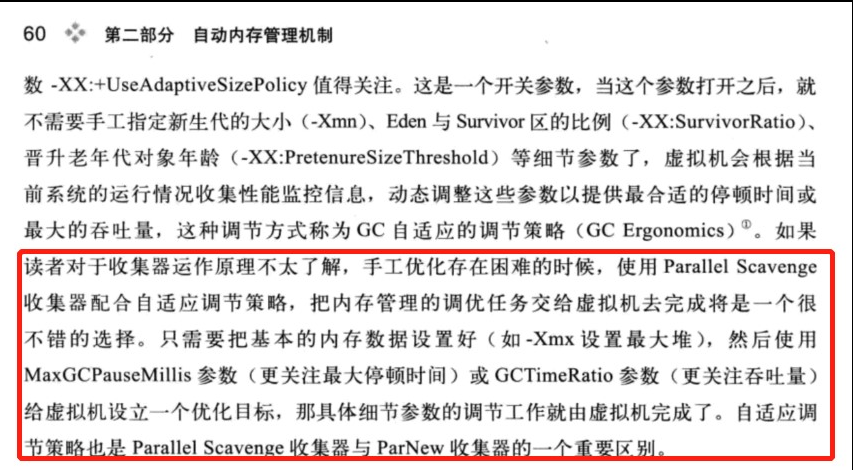 60 第二部分 自动内存管理机制
数 -XX:+UseAdaptiveSizePolicy 值得关注。这是一个开关参数，当这个参数打开之后，就
不需要手工指定新生代的大小（-Xmn）、Eden 与 Survivor 区的比例（-XX:SurvivorRatio）、
晋升老年代对象年龄（-XX:PretenureSizeThreshold）等细节参数了，虚拟机会根据当
前系统的运行情况收集性能监控信息，动态调整这些参数以提供最合适的停顿时间或
最大的吞吐量，这种调节方式称为 GC 自适应的调节策略（GC Ergonomics）①。如果
读者对于收集器运作原理不太了解，手工优化存在困难的时候，使用 Parallel Scavenge
收集器配合自适应调节策略，把内存管理的调优任务交给虚拟机去完成将是一个很
不错的选择。只需要把基本的内存数据设置好（如 -Xmx 设置最大堆），然后使用
MaxGCPauseMillis 参数（更关注最大停顿时间）或 GCTimeRatio 参数（更关注吞吐量）
给虚拟机设立一个优化目标，那具体细节参数的调节工作就由虚拟机完成了。自适应调
节策略也是 Parallel Scavenge 收集器与 ParNew 收集器的一个重要区别。